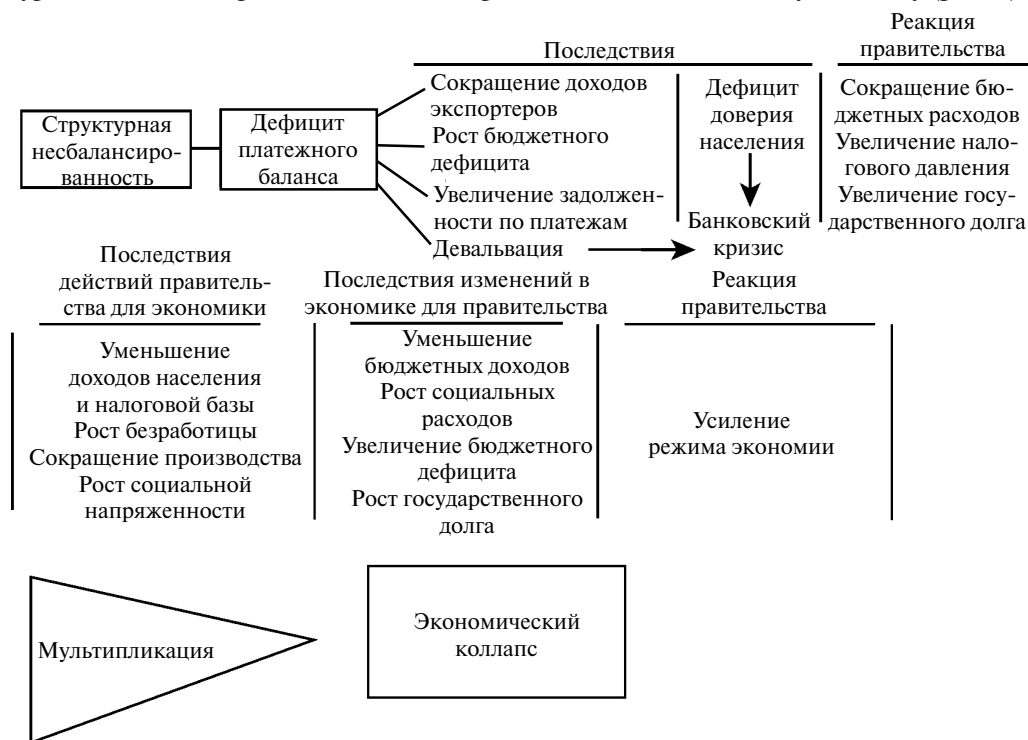 Реакция
правительства
Последствия
Структурная
несбалансиро-
ванность
Дефицит
платежного
баланса
Сокращение доходов
экспортеров
Рост бюджетного
дефицита
Увеличение задолжен-
ности по платежам
Девальвация
Дефицит
доверия
населения
Банковский
кризис
Сокращение бю-
джетных расходов
Увеличение нало-
гового давления
Увеличение госу-
дарственного долга
Последствия
действий правитель-
ства для экономики
Уменьшение
доходов населения
и налоговой базы
Рост безработицы
Сокращение производства
Рост социальной
напряженности
Последствия изменений в
экономике для правительства
Уменьшение
бюджетных доходов
Рост социальных
расходов
Увеличение бюджетного
дефицита
Рост государственного
долга
Реакция
правительства
Усиление
режима экономии
Мультипликация
Экономический
коллапс